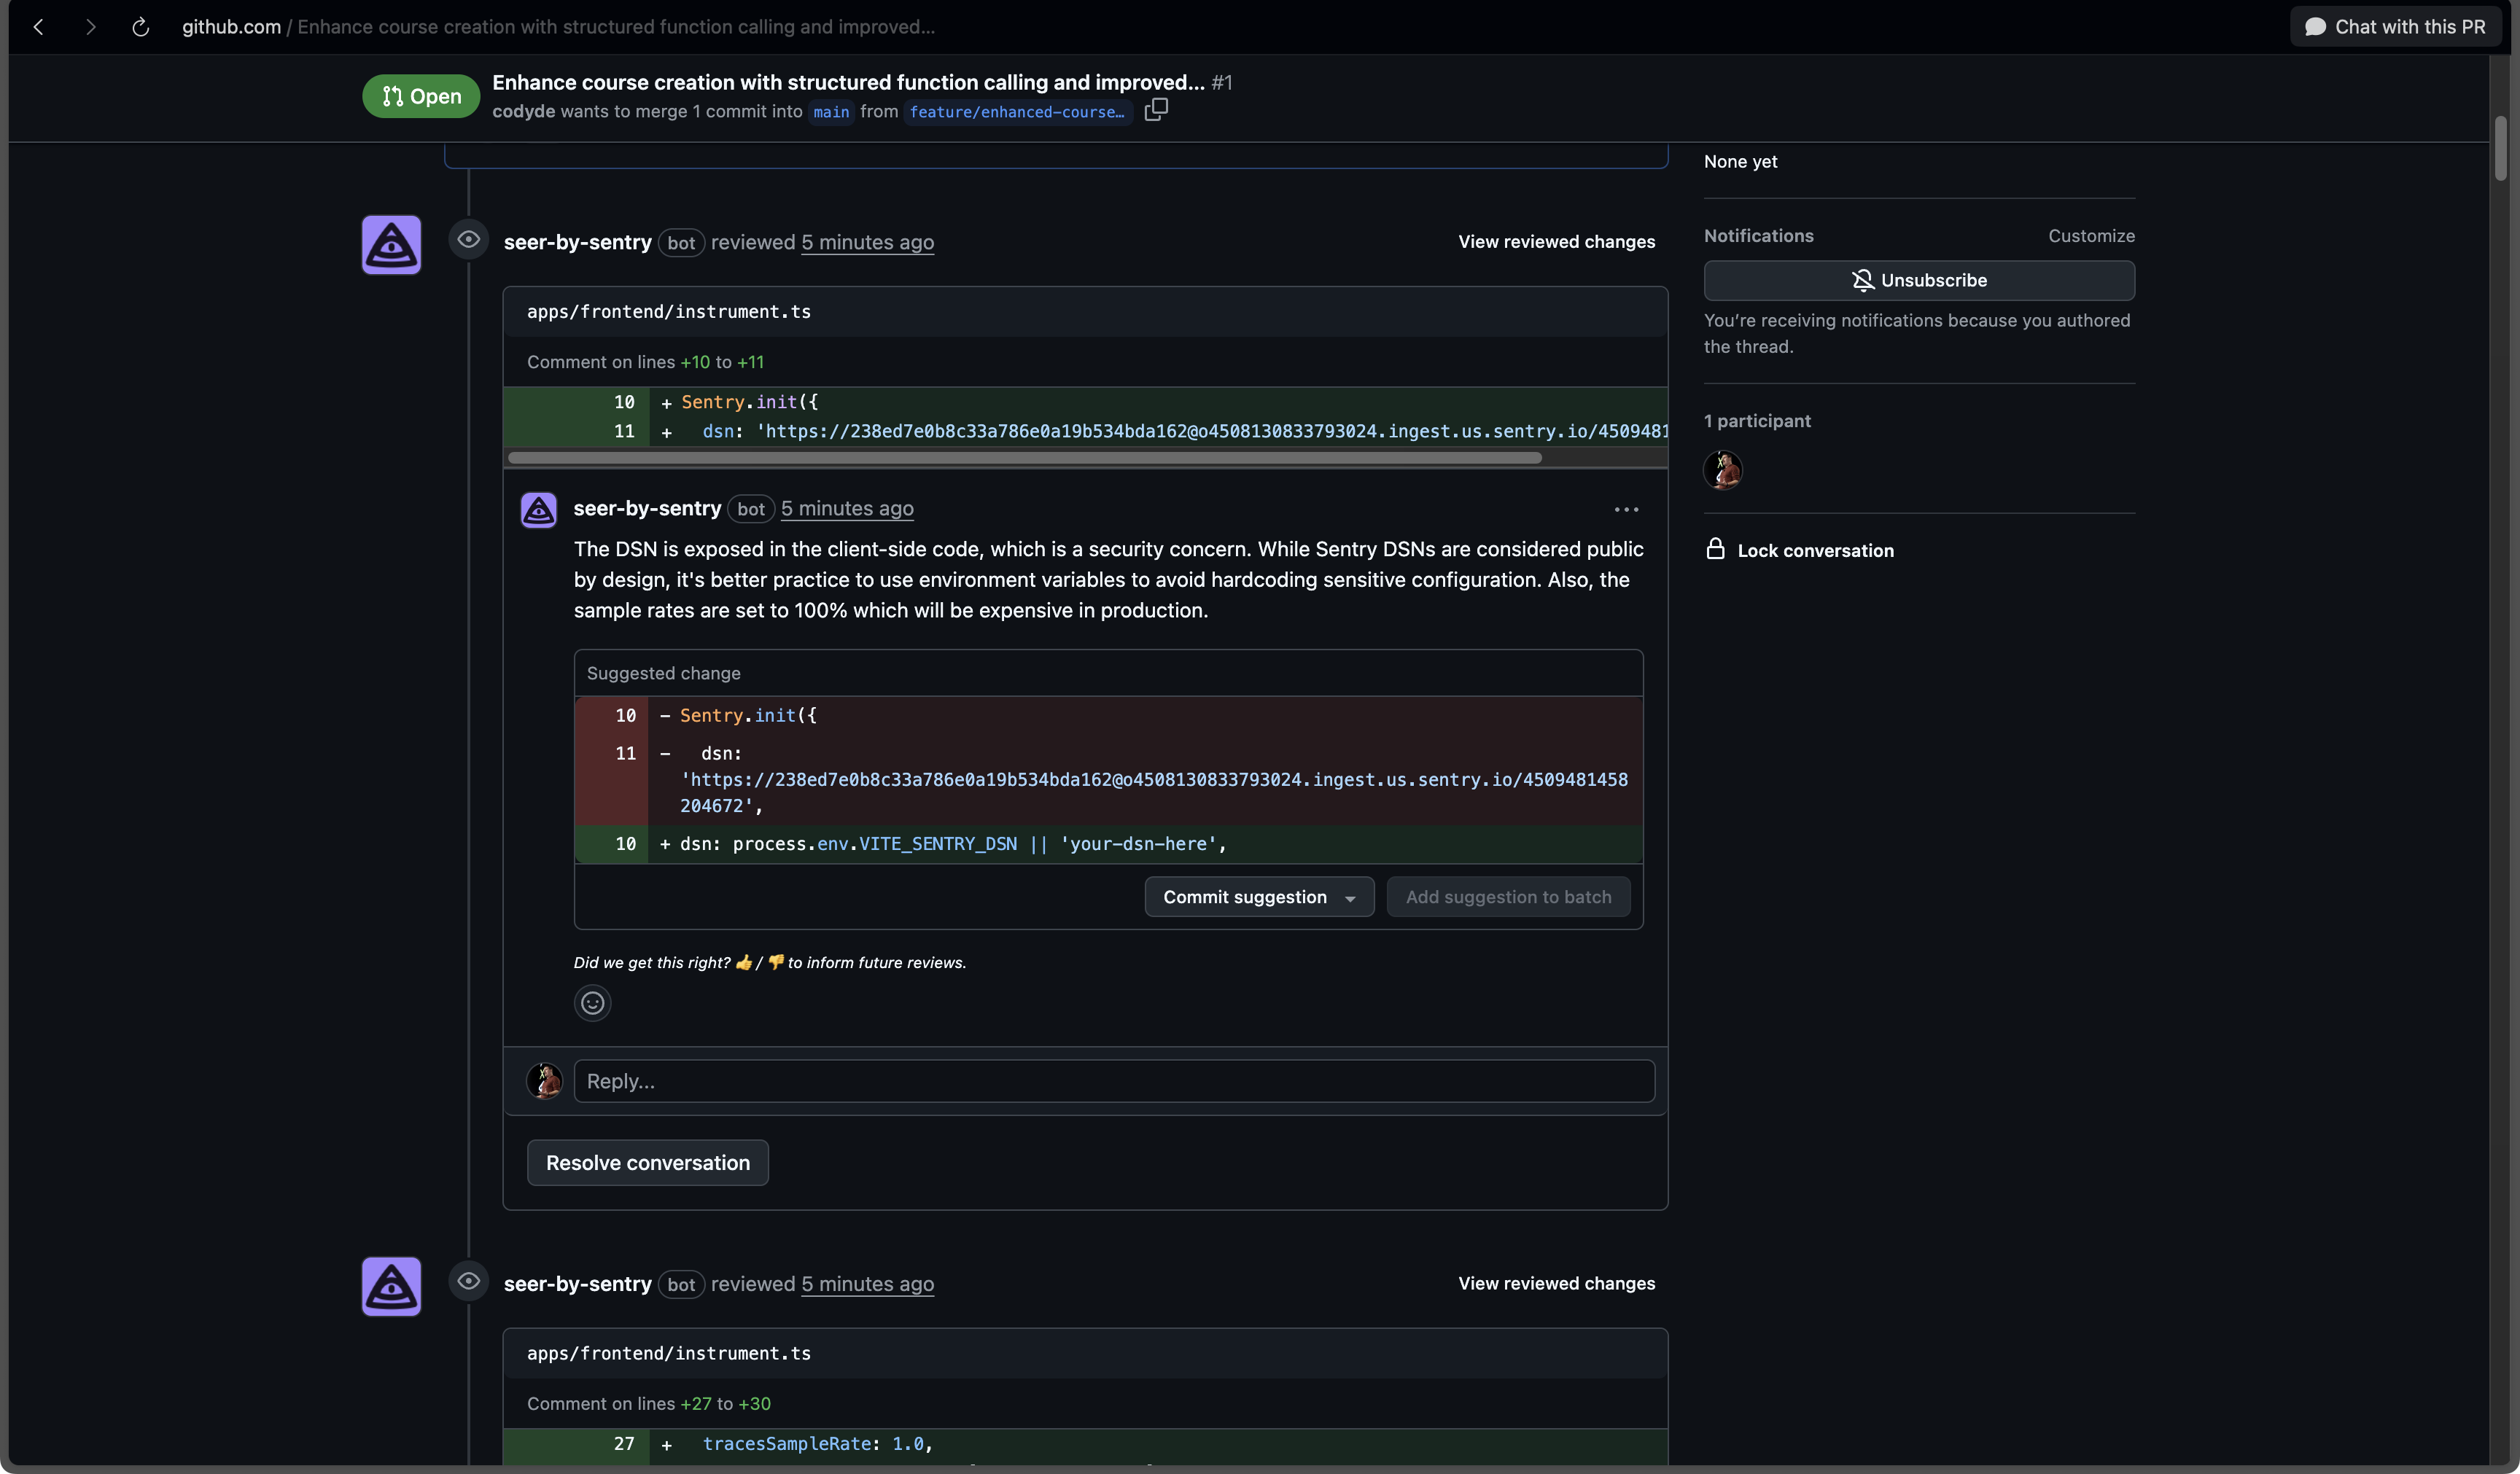 github.com / Enhance course creation with structured function calling and improved...
Chat with this PR
Open
Enhance course creation with structured function calling and improved... #1
codyde wants to merge 1 commit into main from feature/enhanced-course…
None yet
seer-by-sentry bot reviewed 5 minutes ago
View reviewed changes
Notifications
Customize
Unsubscribe
You’re receiving notifications because you authored
the thread.
1 participant
Lock conversation
apps/frontend/instrument.ts
Comment on lines +10 to +11
10 + Sentry.init({
11 + dsn: 'https://238ed7e0b8c33a786e0a19b534bda162@o4508130833793024.ingest.us.sentry.io/4509481
seer-by-sentry bot 5 minutes ago
The DSN is exposed in the client-side code, which is a security concern. While Sentry DSNs are considered public
by design, it's better practice to use environment variables to avoid hardcoding sensitive configuration. Also, the
sample rates are set to 100% which will be expensive in production.
Suggested change
10 - Sentry.init({
11 - dsn:
'https://238ed7e0b8c33a786e0a19b534bda162@o4508130833793024.ingest.us.sentry.io/4509481458
204672',
10 + dsn: process.env.VITE_SENTRY_DSN || 'your-dsn-here',
Commit suggestion
Add suggestion to batch
Did we get this right? 👍 / 👎 to inform future reviews.
Reply...
Resolve conversation
seer-by-sentry bot reviewed 5 minutes ago
View reviewed changes
apps/frontend/instrument.ts
Comment on lines +27 to +30
27 + tracesSampleRate: 1.0,